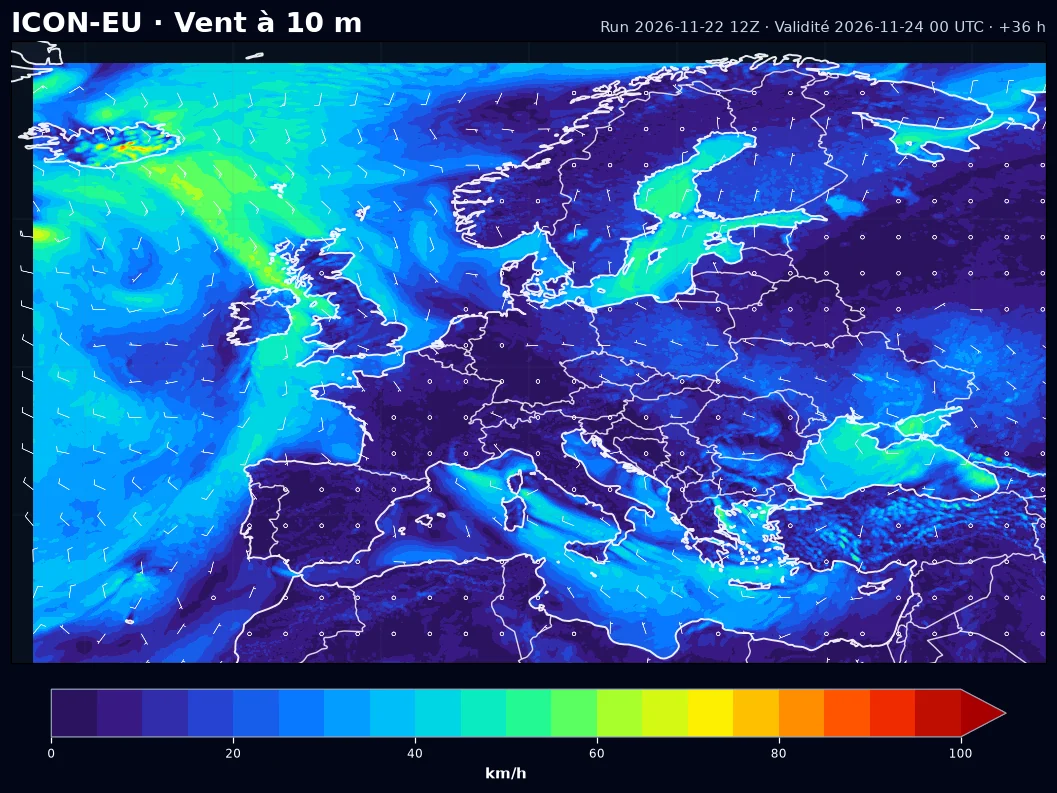 ICON-EU · Vent à 10 m
Run 2026-11-22 12Z · Validité 2026-11-24 00 UTC · +36 h
0 20 40 60 80 100
km/h